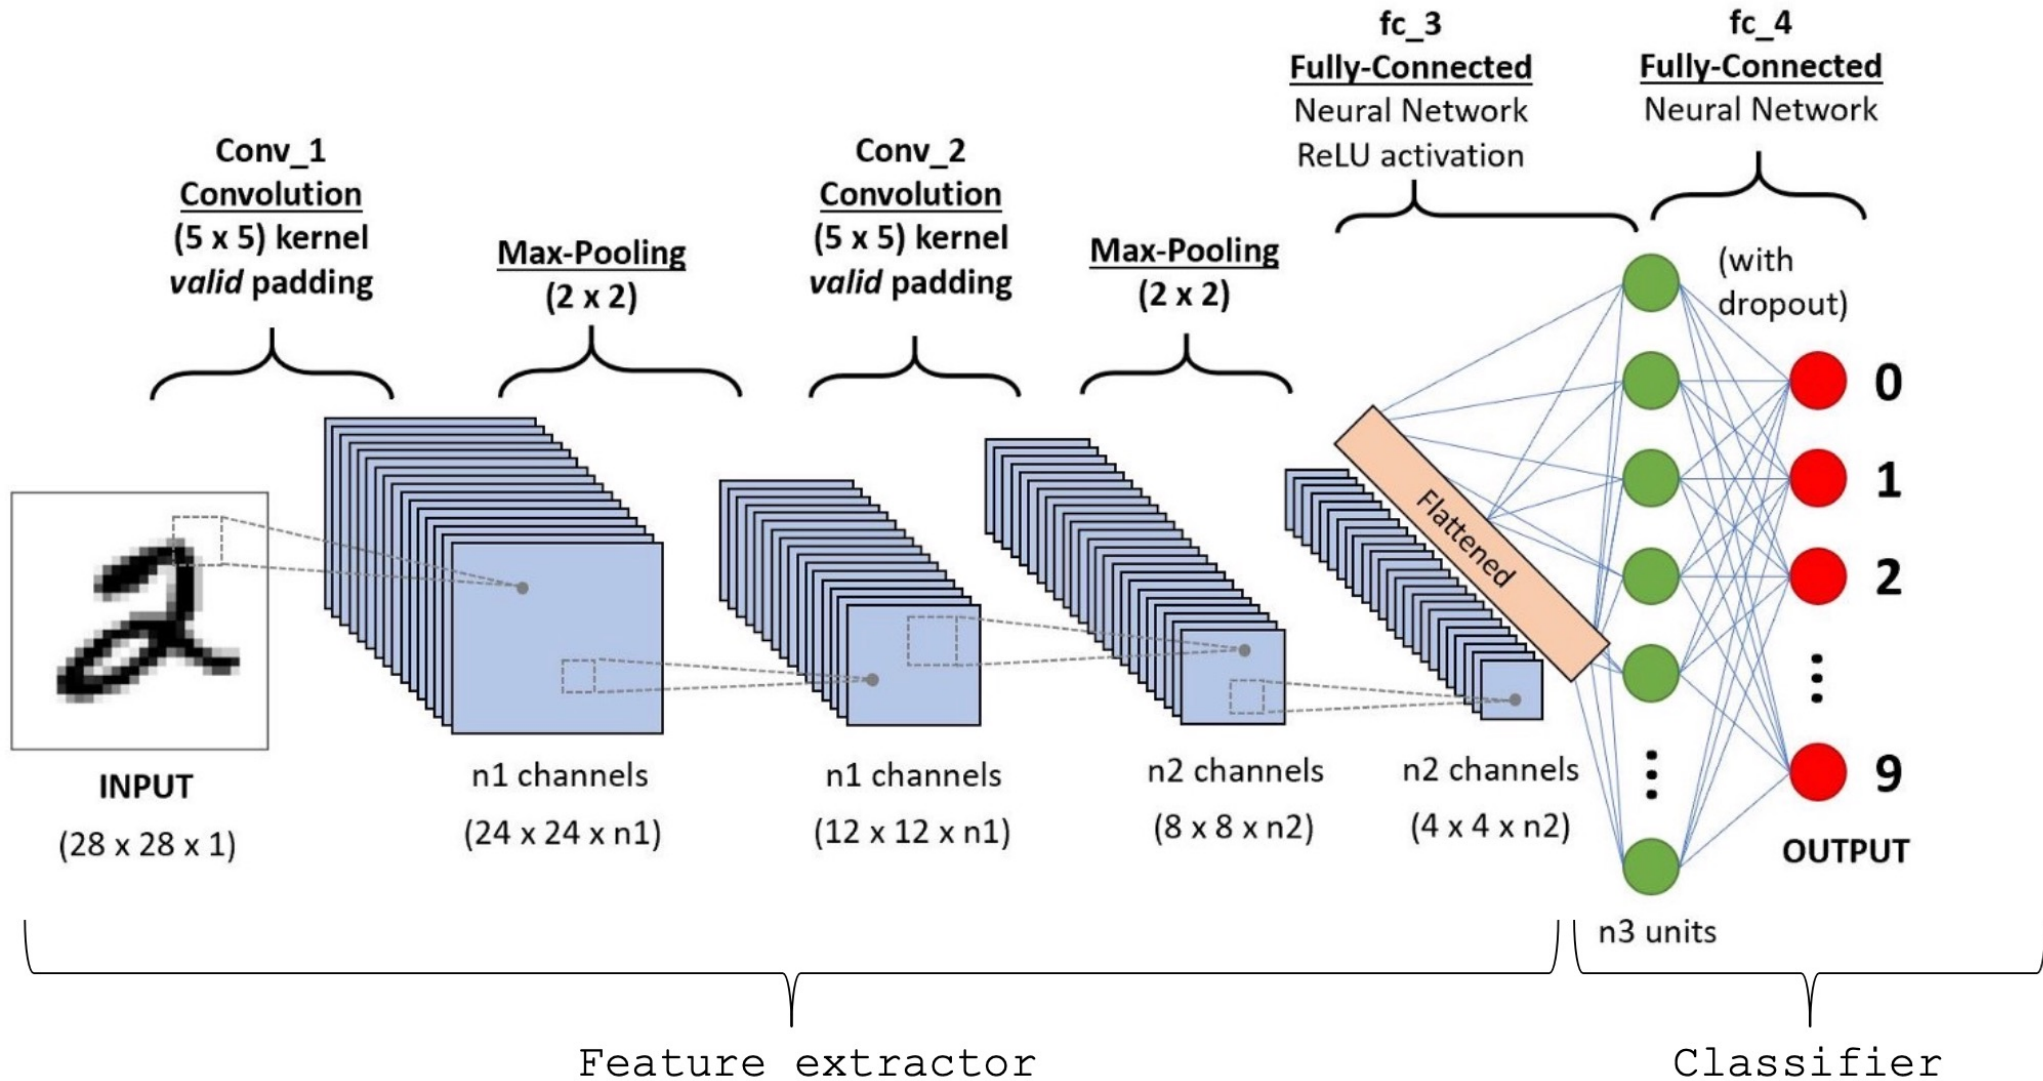 fc_3
Fully-Connected
Neural Network
ReLU activation
fc_4
Fully-Connected
Neural Network
Conv_1
Convolution
(5 x 5) kernel
valid padding
Max-Pooling
(2 x 2)
Conv_2
Convolution
(5 x 5) kernel
valid padding
Max-Pooling
(2 x 2)
(with
dropout)
Flattened
0
1
2
9
INPUT
(28 x 28 x 1)
n1 channels
(24 x 24 x n1)
n1 channels
(12 x 12 x n1)
n2 channels
(8 x 8 x n2)
n2 channels
(4 x 4 x n2)
OUTPUT
n3 units
Feature extractor
Classifier